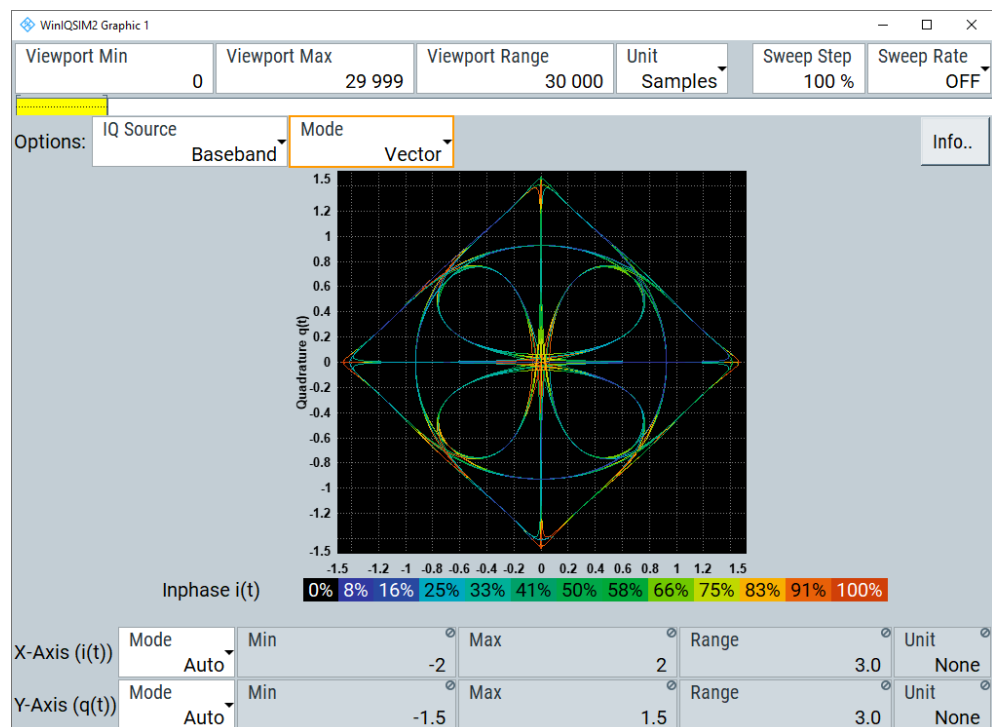 WinIQSIM2 Graphic 1
Viewport Min
0
Viewport Max
29 999
Viewport Range
30 000
Unit
Samples
Sweep Step
100 %
Sweep Rate
OFF
Options:
IQ Source
Baseband
Mode
Vector
Info..
Quadrature q(t)
1.5
1.2
1
0.8
0.6
0.4
0.2
0
-0.2
-0.4
-0.6
-0.8
-1
-1.2
-1.5
-1.5 -1.2 -1 -0.8 -0.6 -0.4 -0.2 0 0.2 0.4 0.6 0.8 1 1.2 1.5
Inphase i(t)
0% 8% 16% 25% 33% 41% 50% 58% 66% 75% 83% 91% 100%
X-Axis (i(t))
Mode
Auto
Min
-2
Max
2
Range
3.0
Unit
None
Y-Axis (q(t))
Mode
Auto
Min
-1.5
Max
1.5
Range
3.0
Unit
None